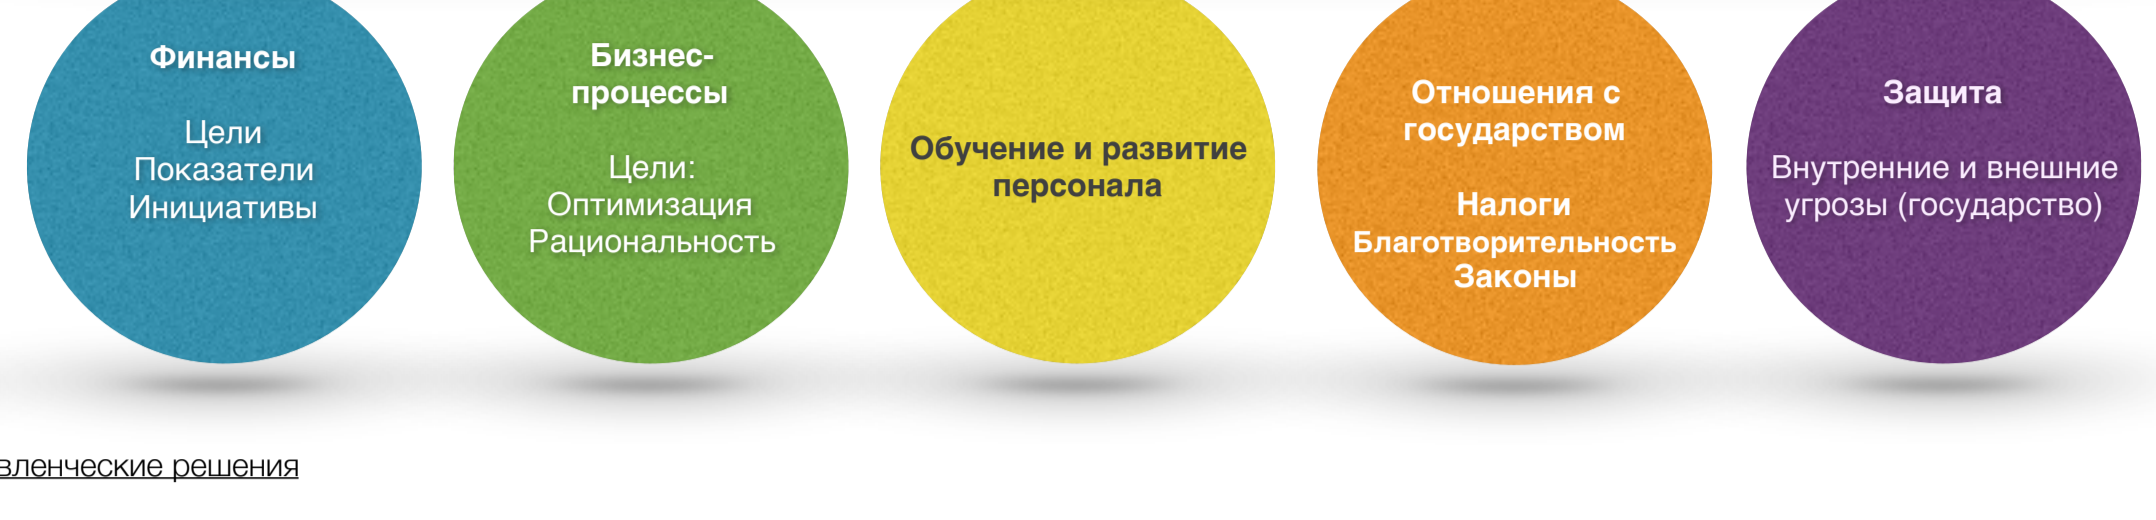 Финансы
Цели
Показатели
Инициативы
Бизнес-
процессы
Цели:
Оптимизация
Рациональность
Обучение и развитие
персонала
Отношения с
государством
Налоги
Благотворительность
Законы
Защита
Внутренние и внешние
угрозы (государство)
вленческие решения